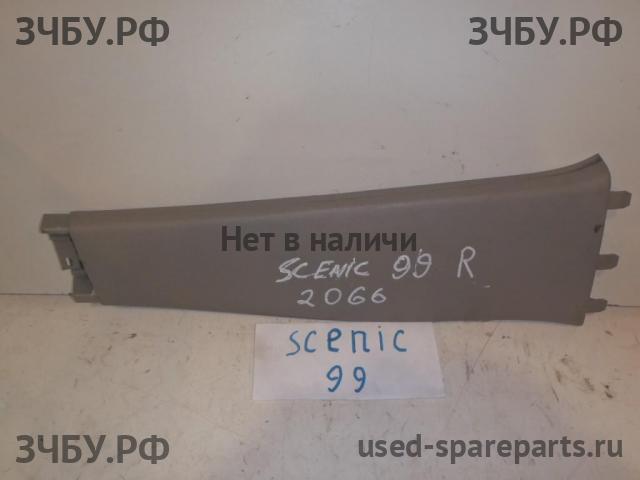 ЗЧБУ.РФ
ЗЧБУ.РФ
Нет в наличи
SCENIC 99 R
2066
scenic
99
ЗЧБУ.РФ
used-spareparts.ru